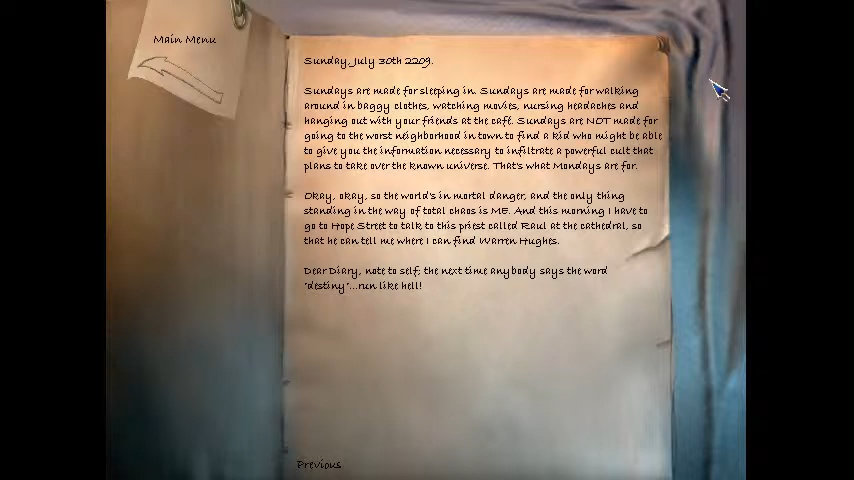 Main Menu
Sunday, July 30th 2209.
Sundays are made for sleeping in. Sundays are made for walking
around in baggy clothes, watching movies, nursing headaches and
hanging out with your friends at the café. Sundays are NOT made for
going to the worst neighborhood in town to find a kid who might be able
to give you the information necessary to infiltrate a powerful cult that
plans to take over the known universe. That's what Mondays are for.
Okay, okay, so the world's in mortal danger, and the only thing
standing in the way of total chaos is ME. And this morning I have to
go to Hope Street to talk to this priest called Raul at the cathedral, so
that he can tell me where I can find Warren Hughes.
Dear Diary, note to self; the next time anybody says the word
"destiny"...run like hell!
Previous